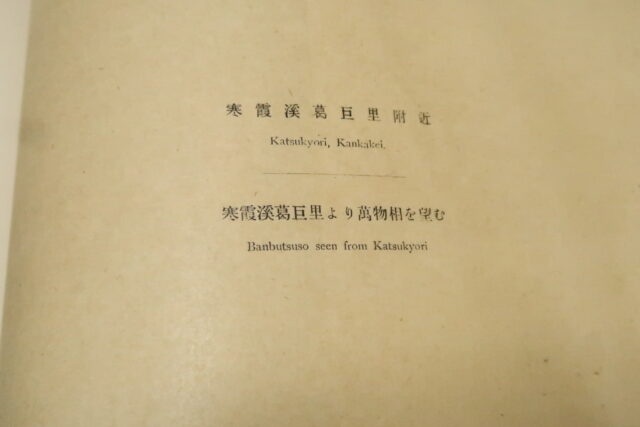 寒霞溪葛巨里附近
Katsukyori, Kankakei.
寒霞溪葛巨里より萬物相を望む
Banbutsuso seen from Katsukyori